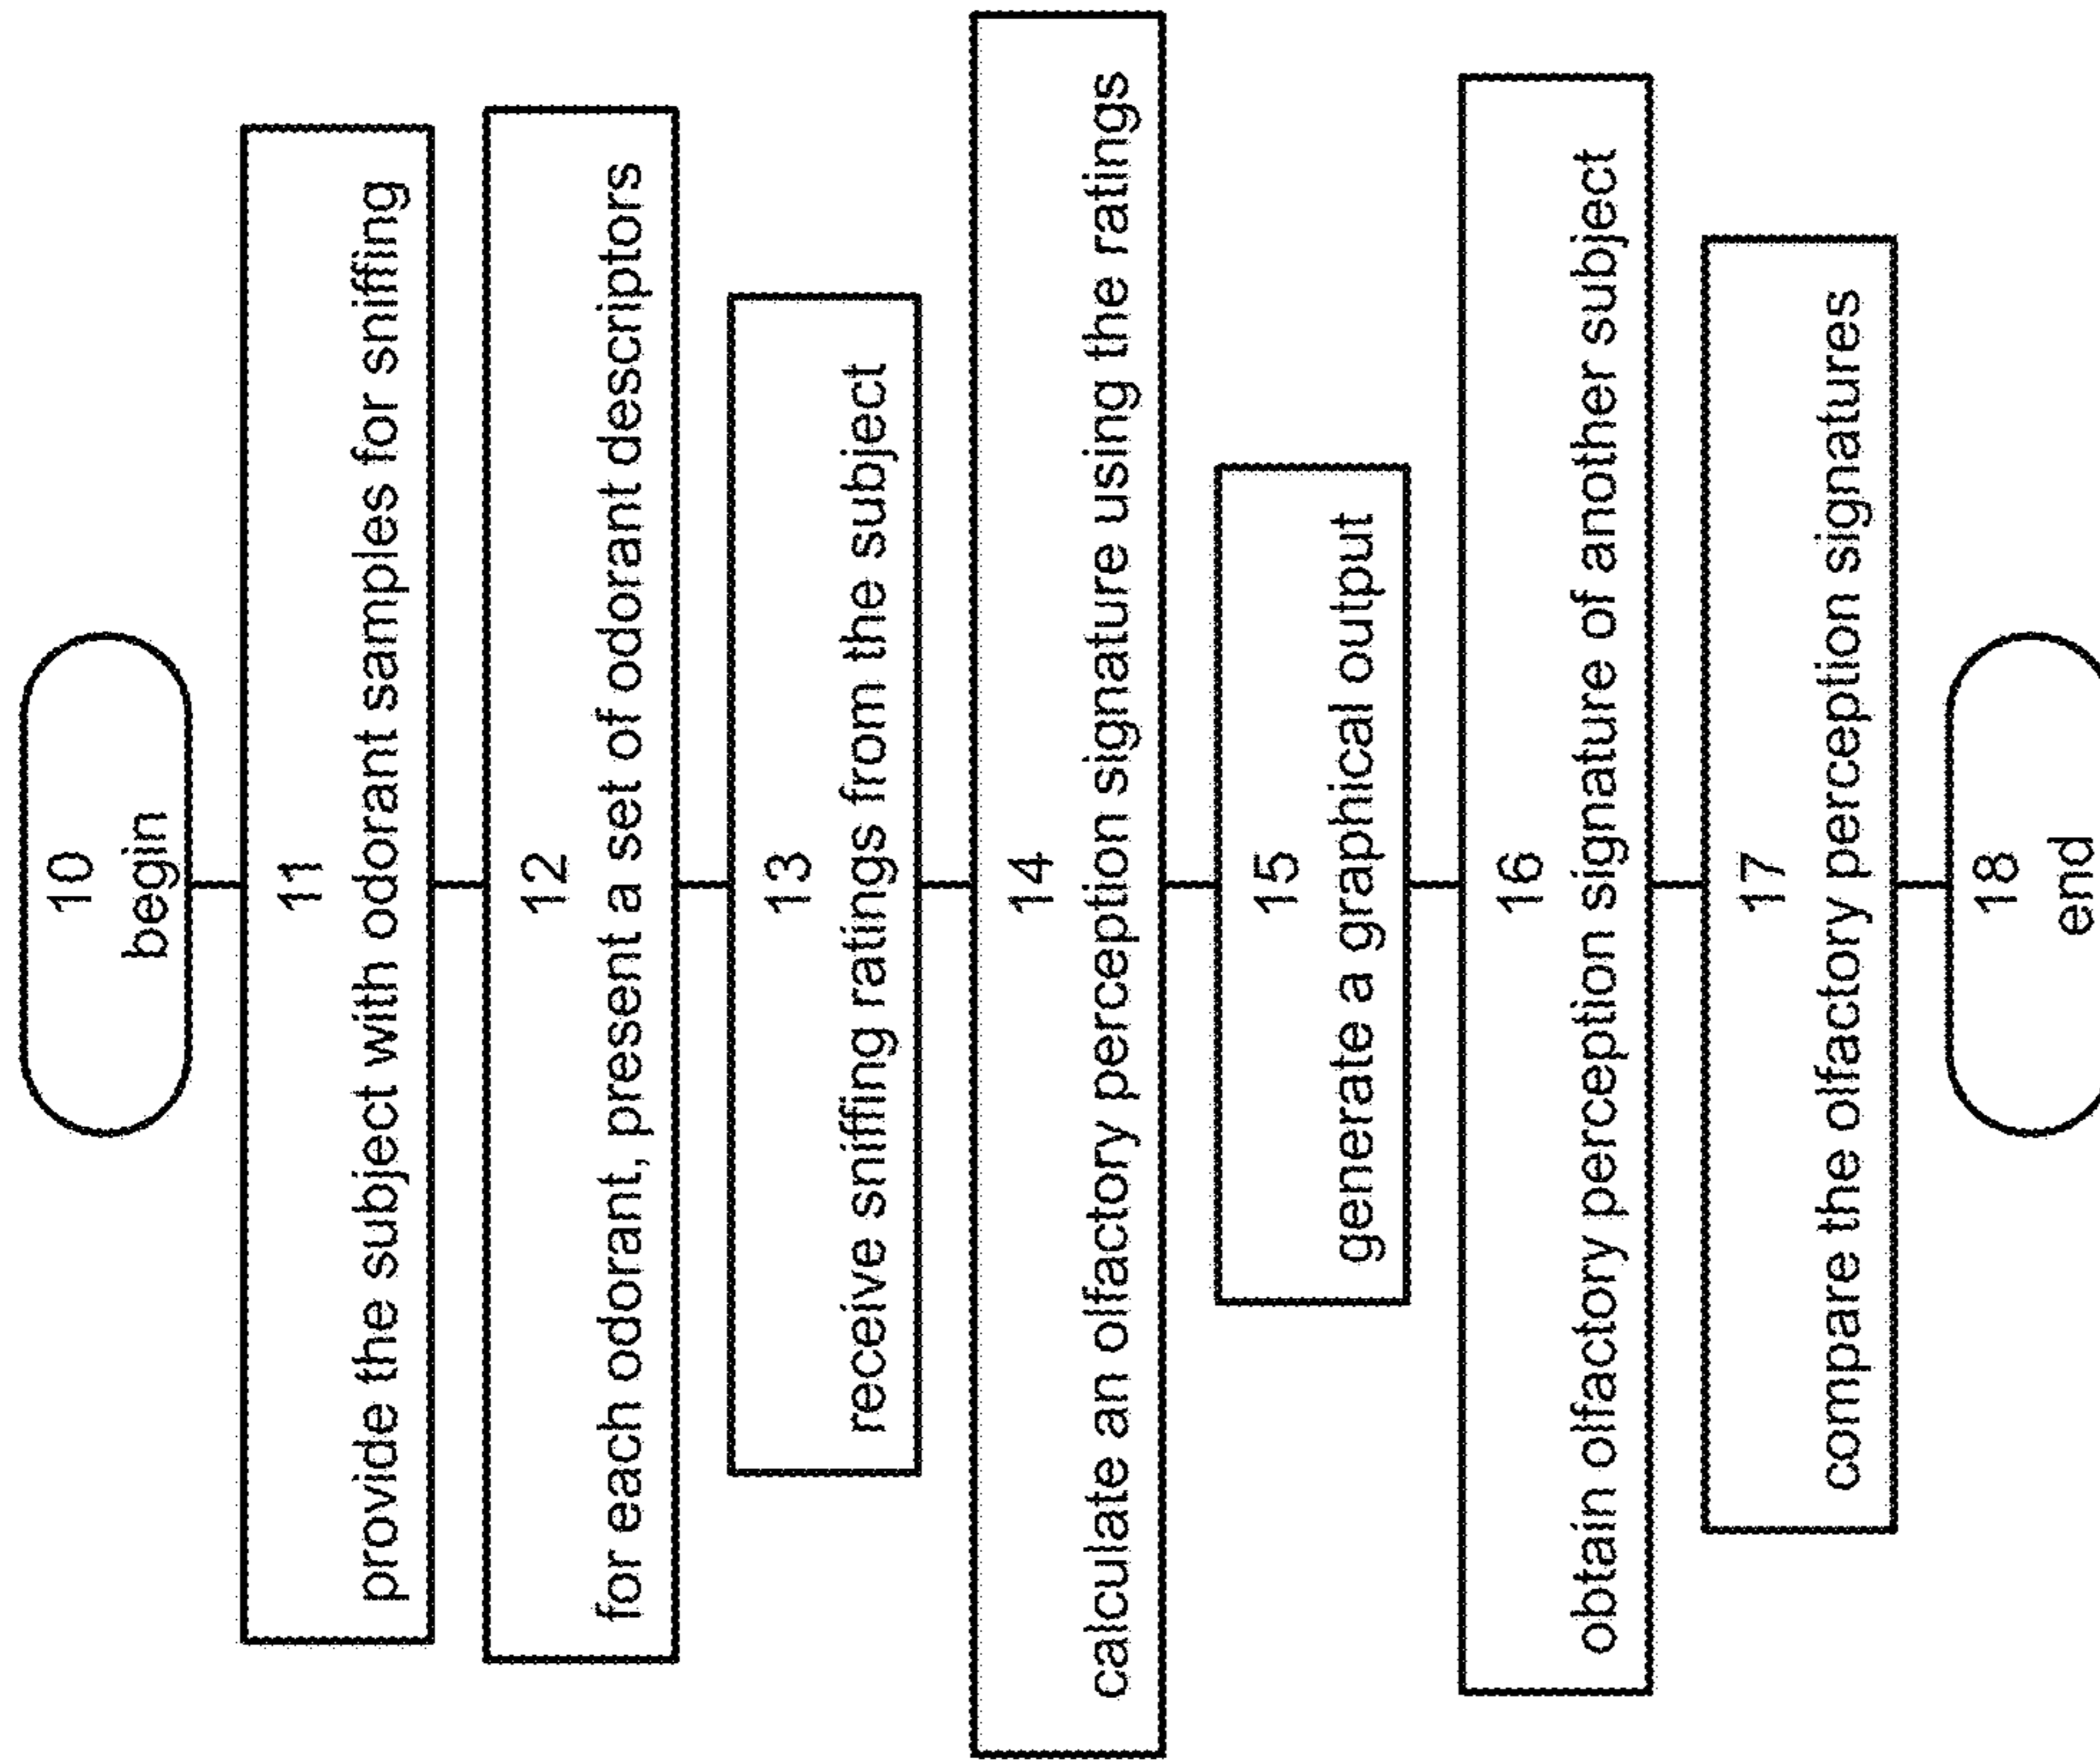 10
begin
11
provide the subject with odorant samples for sniffing
12
for each odorant, present a set of odorant descriptors
13
receive sniffing ratings from the subject
14
calculate an olfactory perception signature using the ratings
15
generate a graphical output
16
obtain olfactory perception signature of another subject
17
compare the olfactory perception signatures
18
end